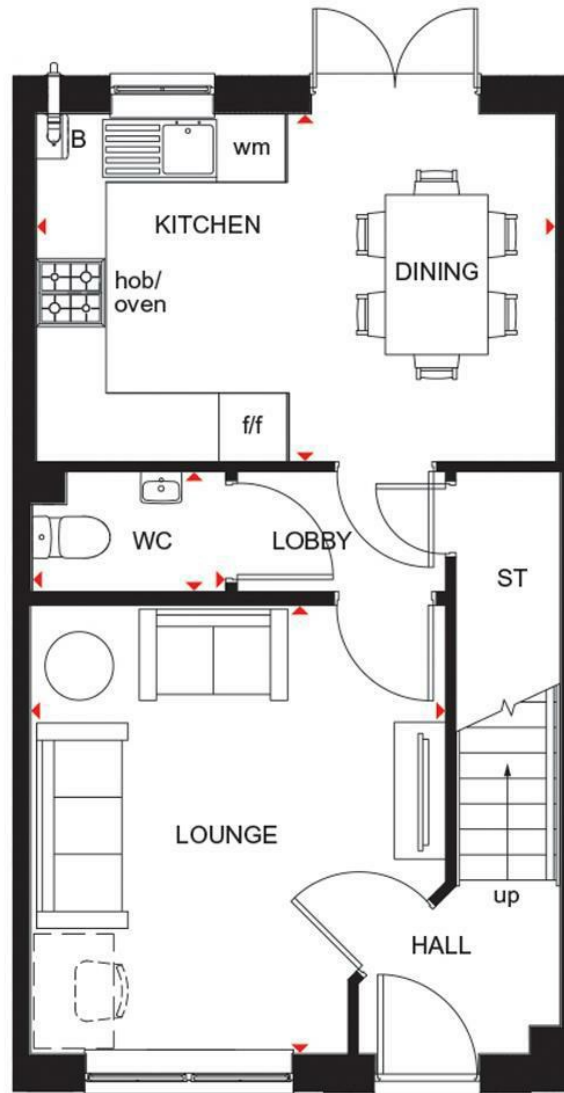 B
wm
KITCHEN
DINING
hob/
oven
f/f
WC
LOBBY
ST
LOUNGE
up
HALL